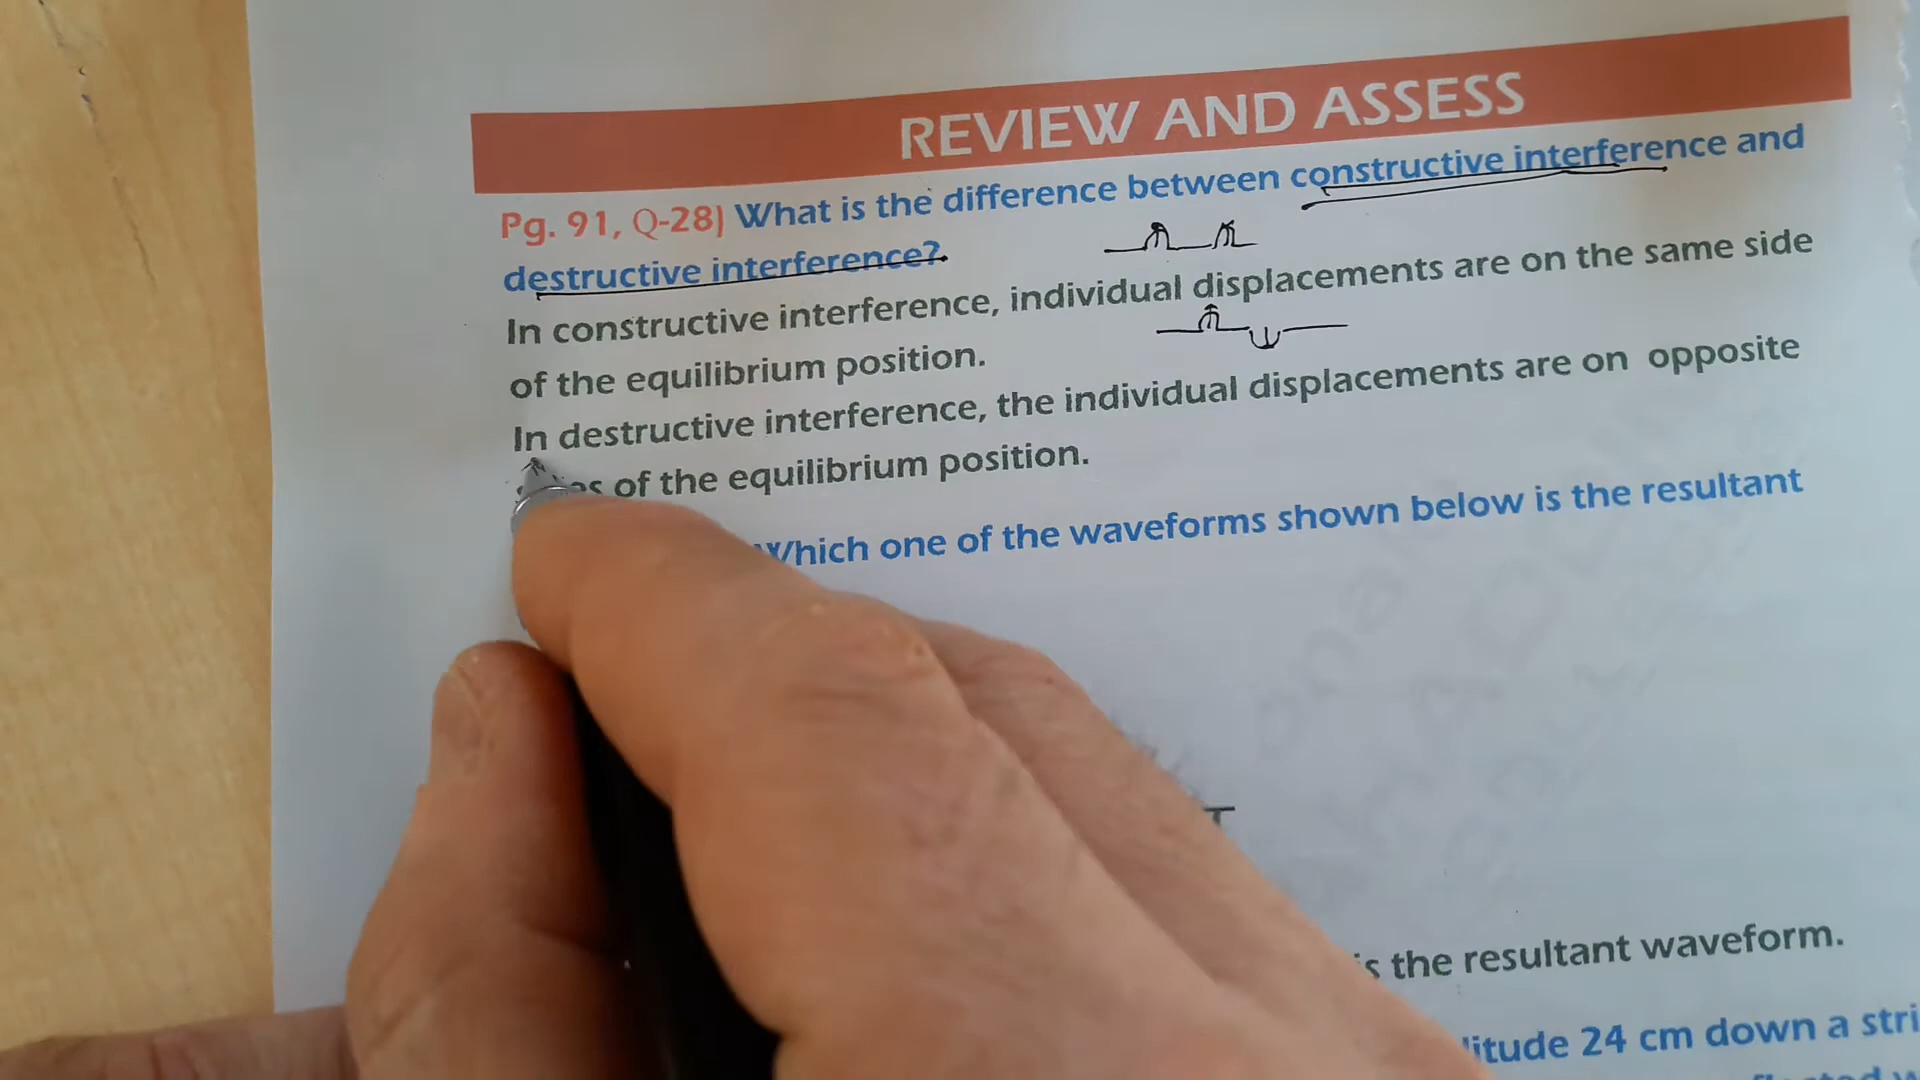 REVIEW AND ASSESS
Pg. 91, Q-28) What is the difference between constructive interference and
destructive interference?
In constructive interference, individual displacements are on the same side
of the equilibrium position.
In destructive interference, the individual displacements are on opposite
of the equilibrium position.
Which one of the waveforms shown below is the resultant
the resultant waveform.
24 cm down a